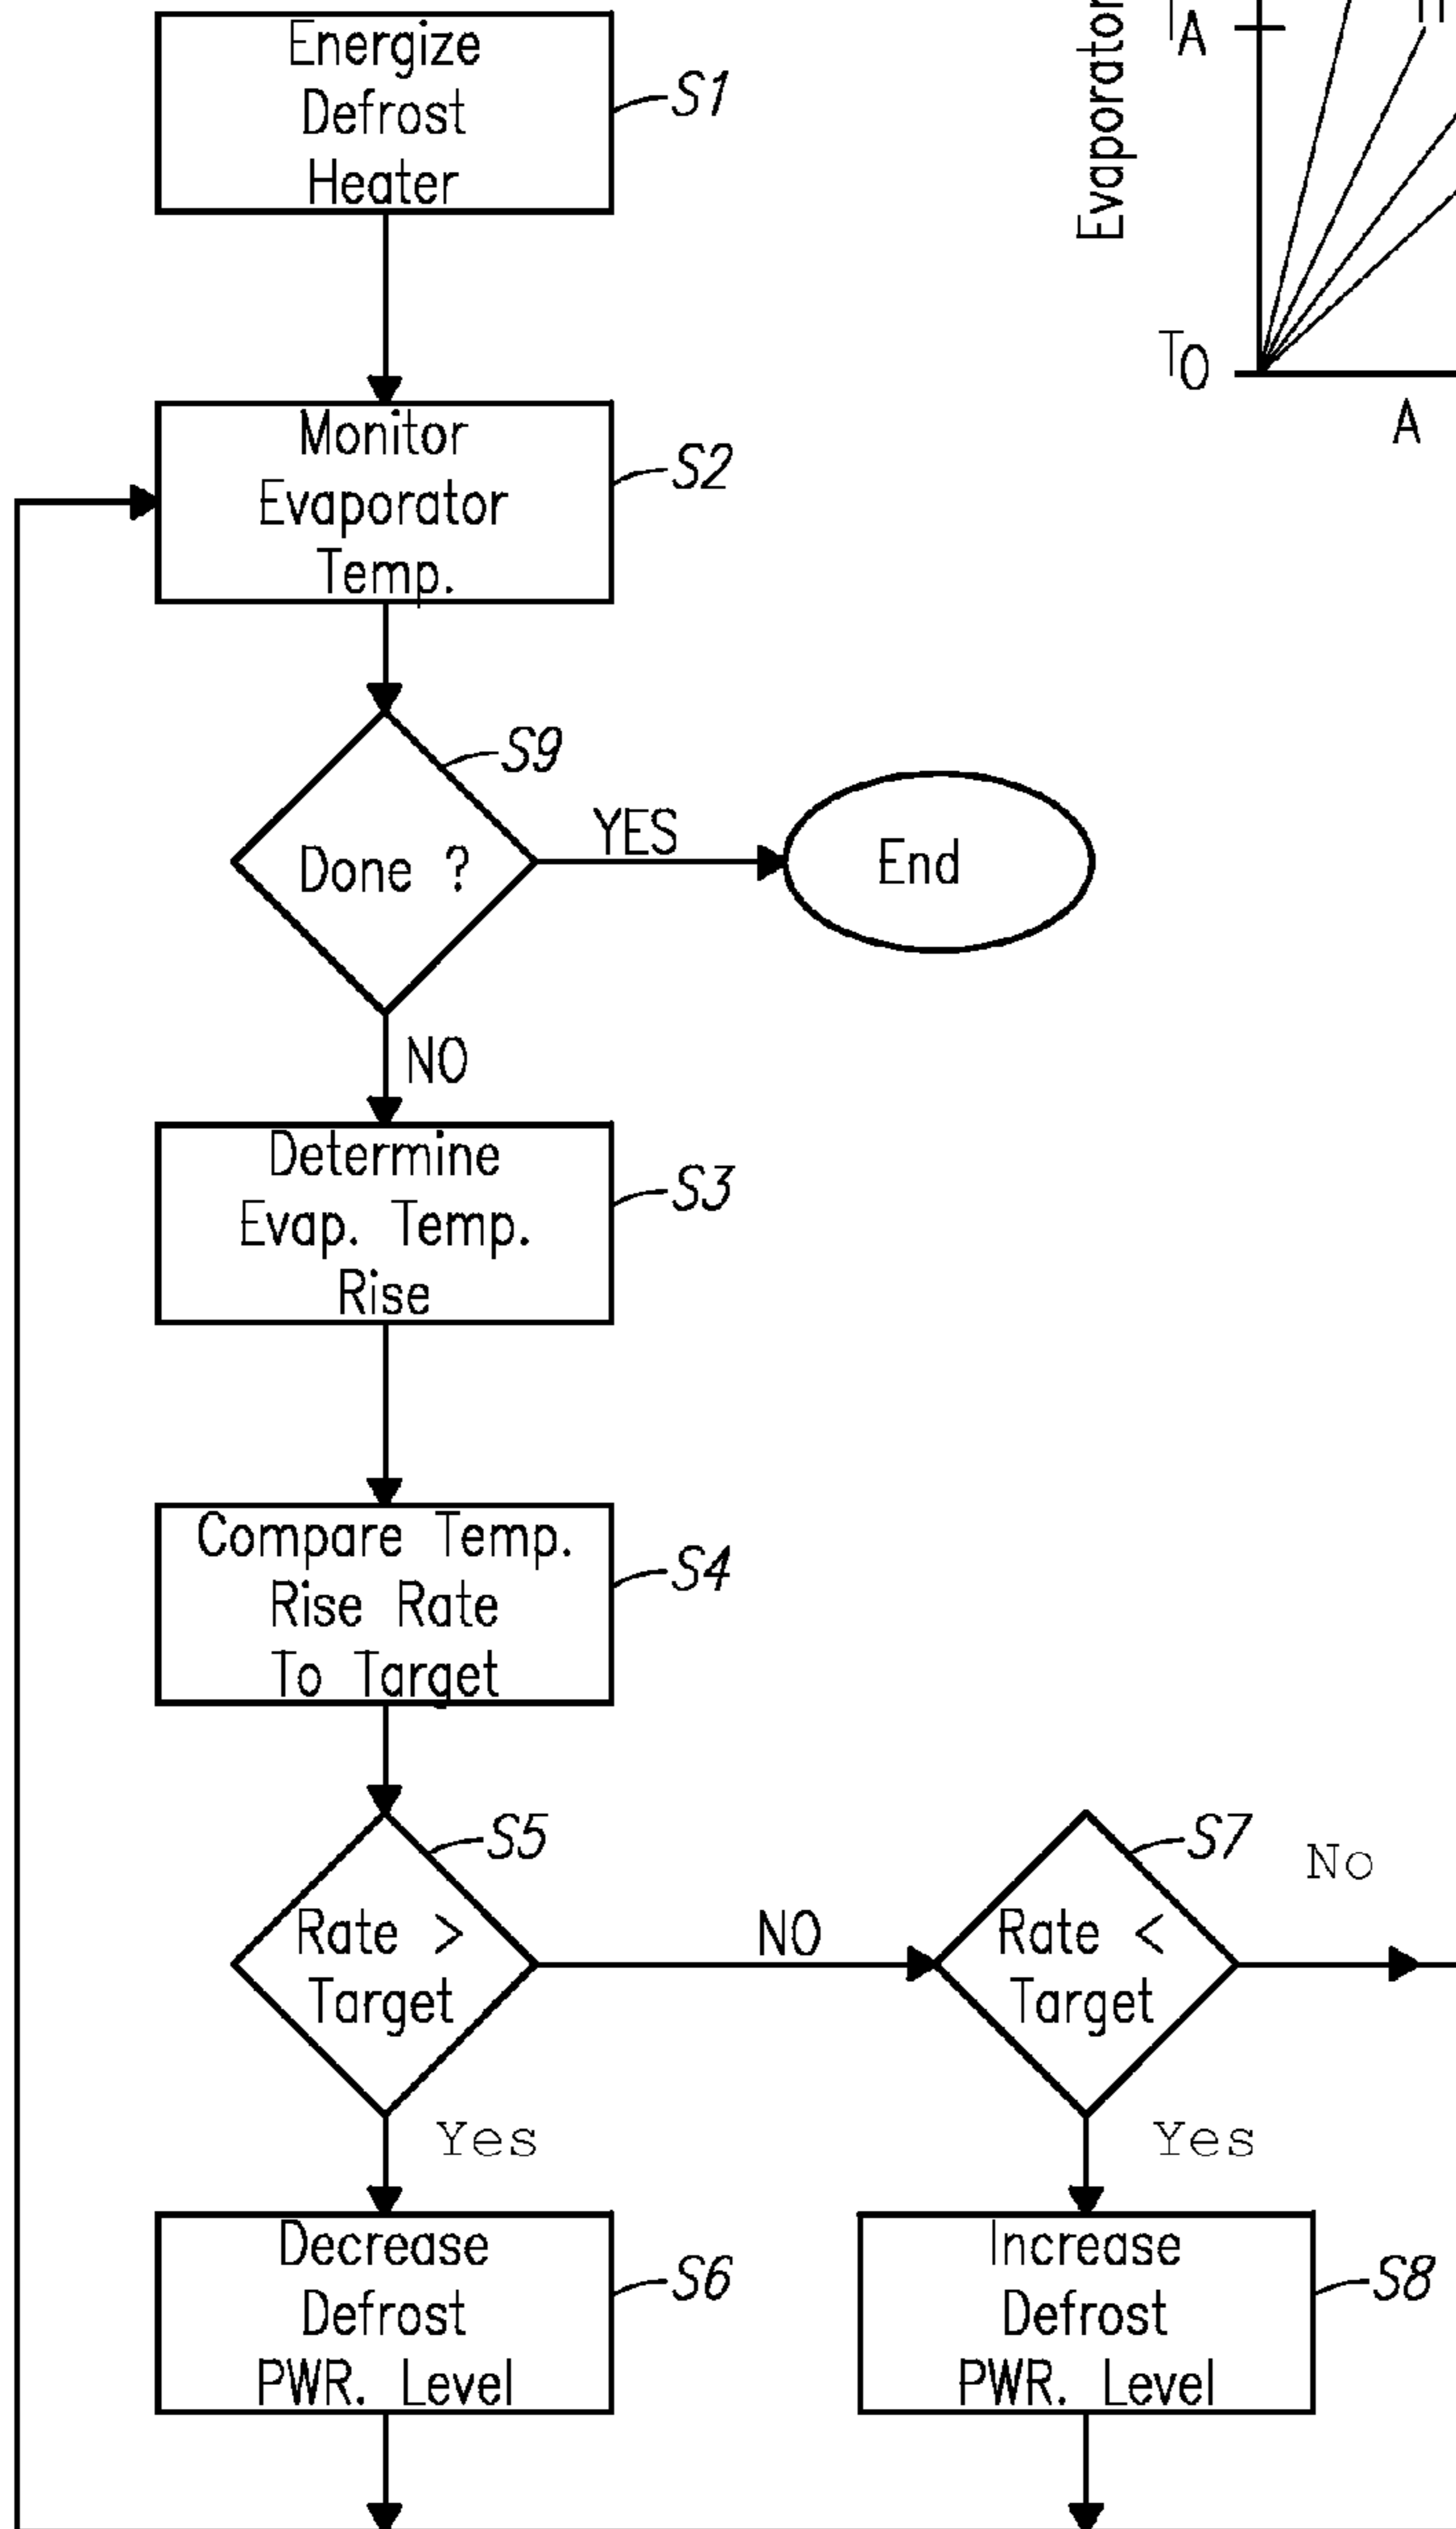 Energize
Defrost
Heater
S1
Monitor
Evaporator
Temp.
S2
Done ?
S9
YES
End
NO
Determine
Evap. Temp.
Rise
S3
Compare Temp.
Rise Rate
To Target
S4
Rate >
Target
S5
NO
Rate <
Target
S7
No
Yes
Yes
Decrease
Defrost
PWR. Level
S6
Increase
Defrost
PWR. Level
S8
Evaporator
TA
T0
A